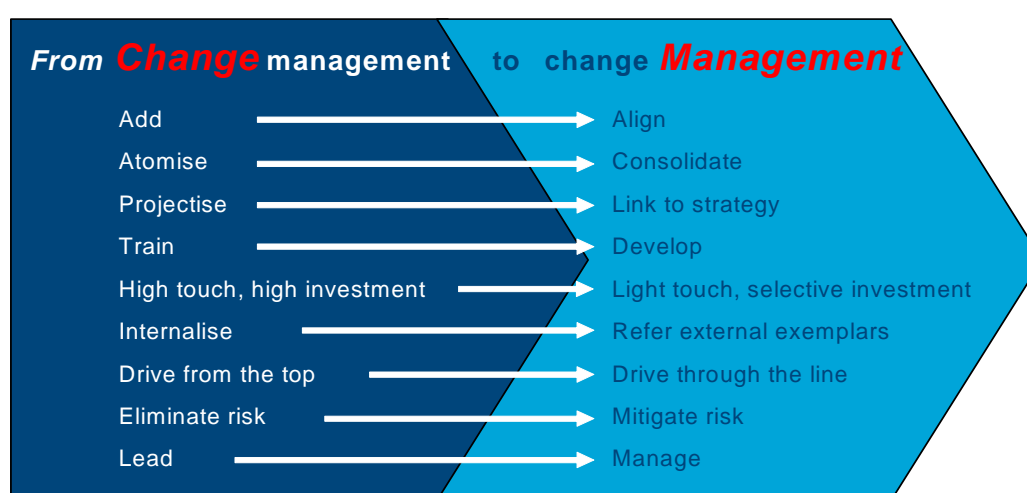 From Change management to change Management
Add Align
Atomise Consolidate
Projectise Link to strategy
Train Develop
High touch, high investment Light touch, selective investment
Internalise Refer external exemplars
Drive from the top Drive through the line
Eliminate risk Mitigate risk
Lead Manage